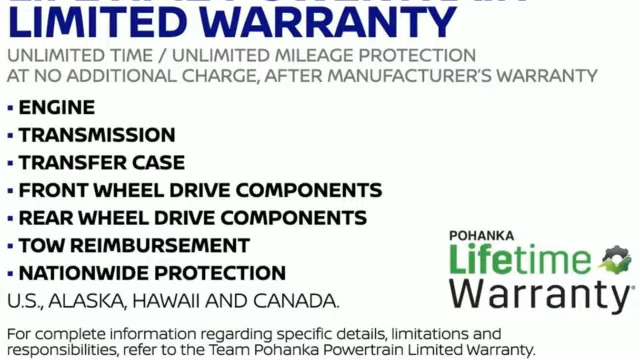 LIFETIME POWERTRAIN
LIMITED WARRANTY
UNLIMITED TIME / UNLIMITED MILEAGE PROTECTION
AT NO ADDITIONAL CHARGE, AFTER MANUFACTURER'S WARRANTY
▪ ENGINE
▪ TRANSMISSION
▪ TRANSFER CASE
▪ FRONT WHEEL DRIVE COMPONENTS
▪ REAR WHEEL DRIVE COMPONENTS
▪ TOW REIMBURSEMENT
▪ NATIONWIDE PROTECTION
U.S., ALASKA, HAWAII AND CANADA.
POHANKA
Lifetime
Warranty®
For complete information regarding specific details, limitations and
responsibilities, refer to the Team Pohanka Powertrain Limited Warranty.